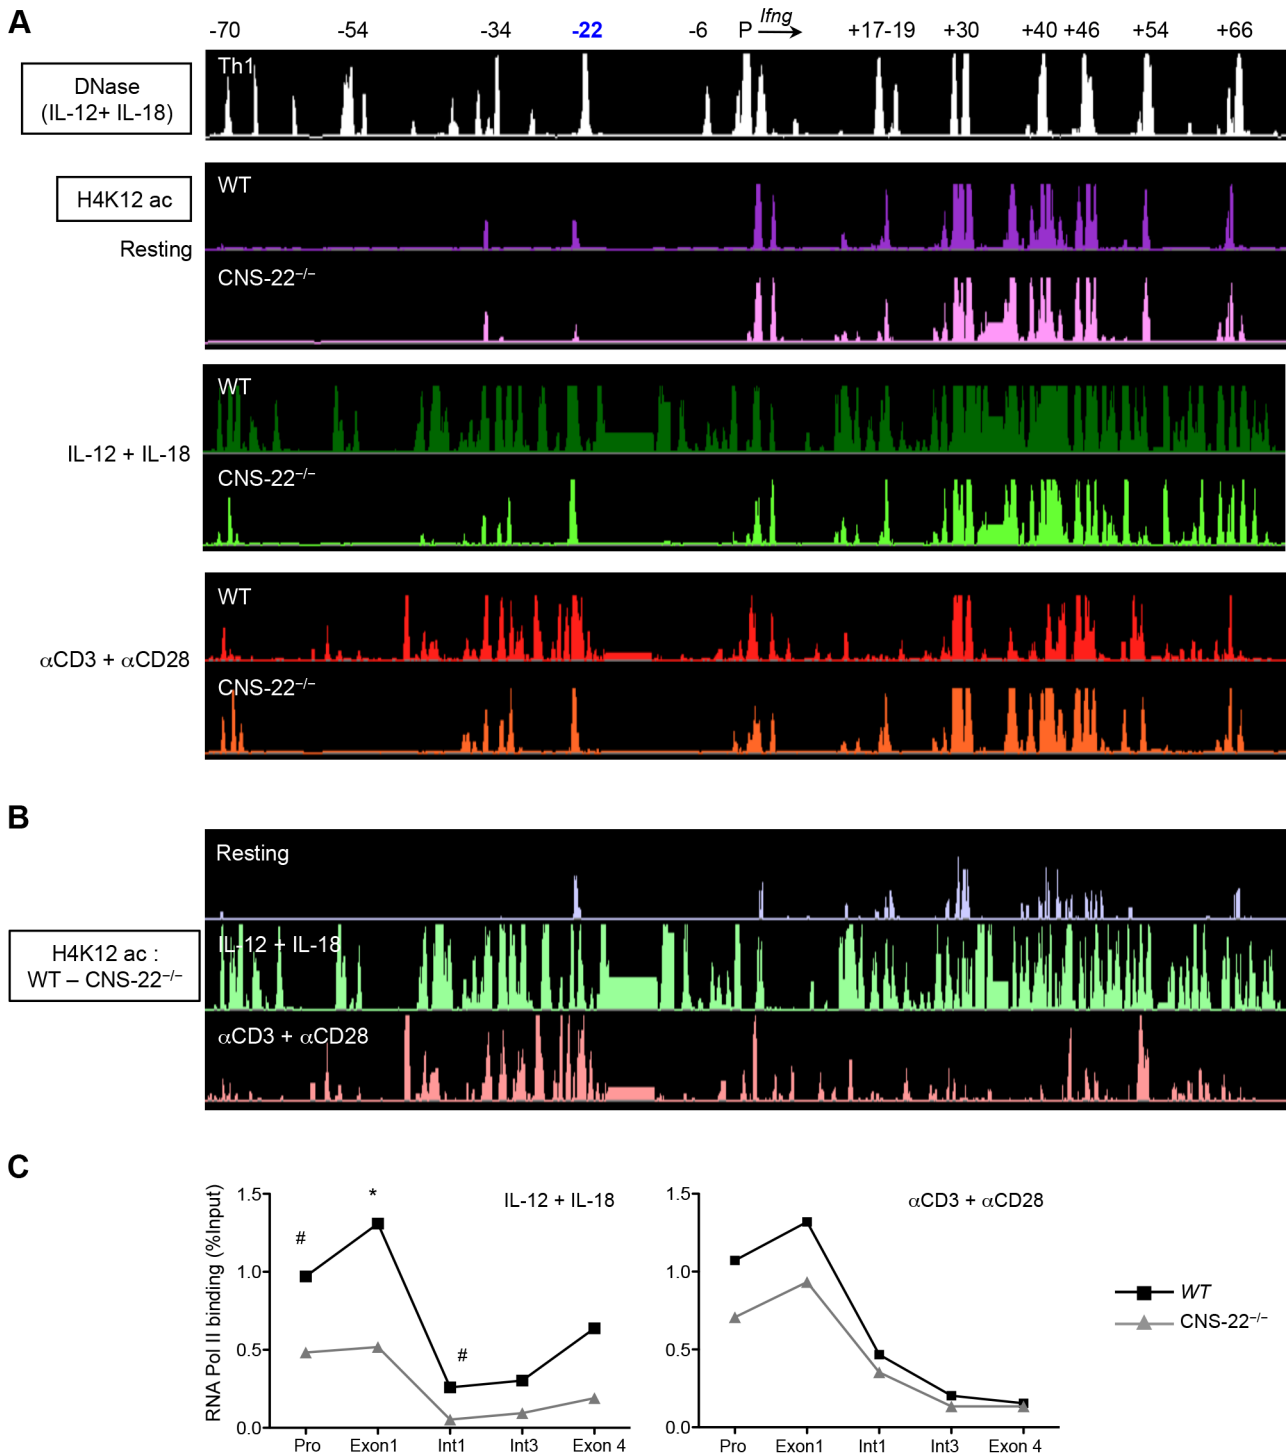 A
-70 -54 -34 -22 -6 P Ifng +17-19 +30 +40 +46 +54 +66
DNase
(IL-12+ IL-18)
Th1
H4K12 ac
WT
Resting
CNS-22−/−
WT
IL-12 + IL-18
CNS-22−/−
WT
αCD3 + αCD28
CNS-22−/−
B
Resting
H4K12 ac :
WT – CNS-22−/−
IL-12 + IL-18
αCD3 + αCD28
C
RNA Pol II binding (%Input)
1.5
1.0
0.5
0.0
# * #
IL-12 + IL-18
Pro Exon1 Int1 Int3 Exon 4
1.5
1.0
0.5
0.0
αCD3 + αCD28
Pro Exon1 Int1 Int3 Exon 4
WT
CNS-22−/−